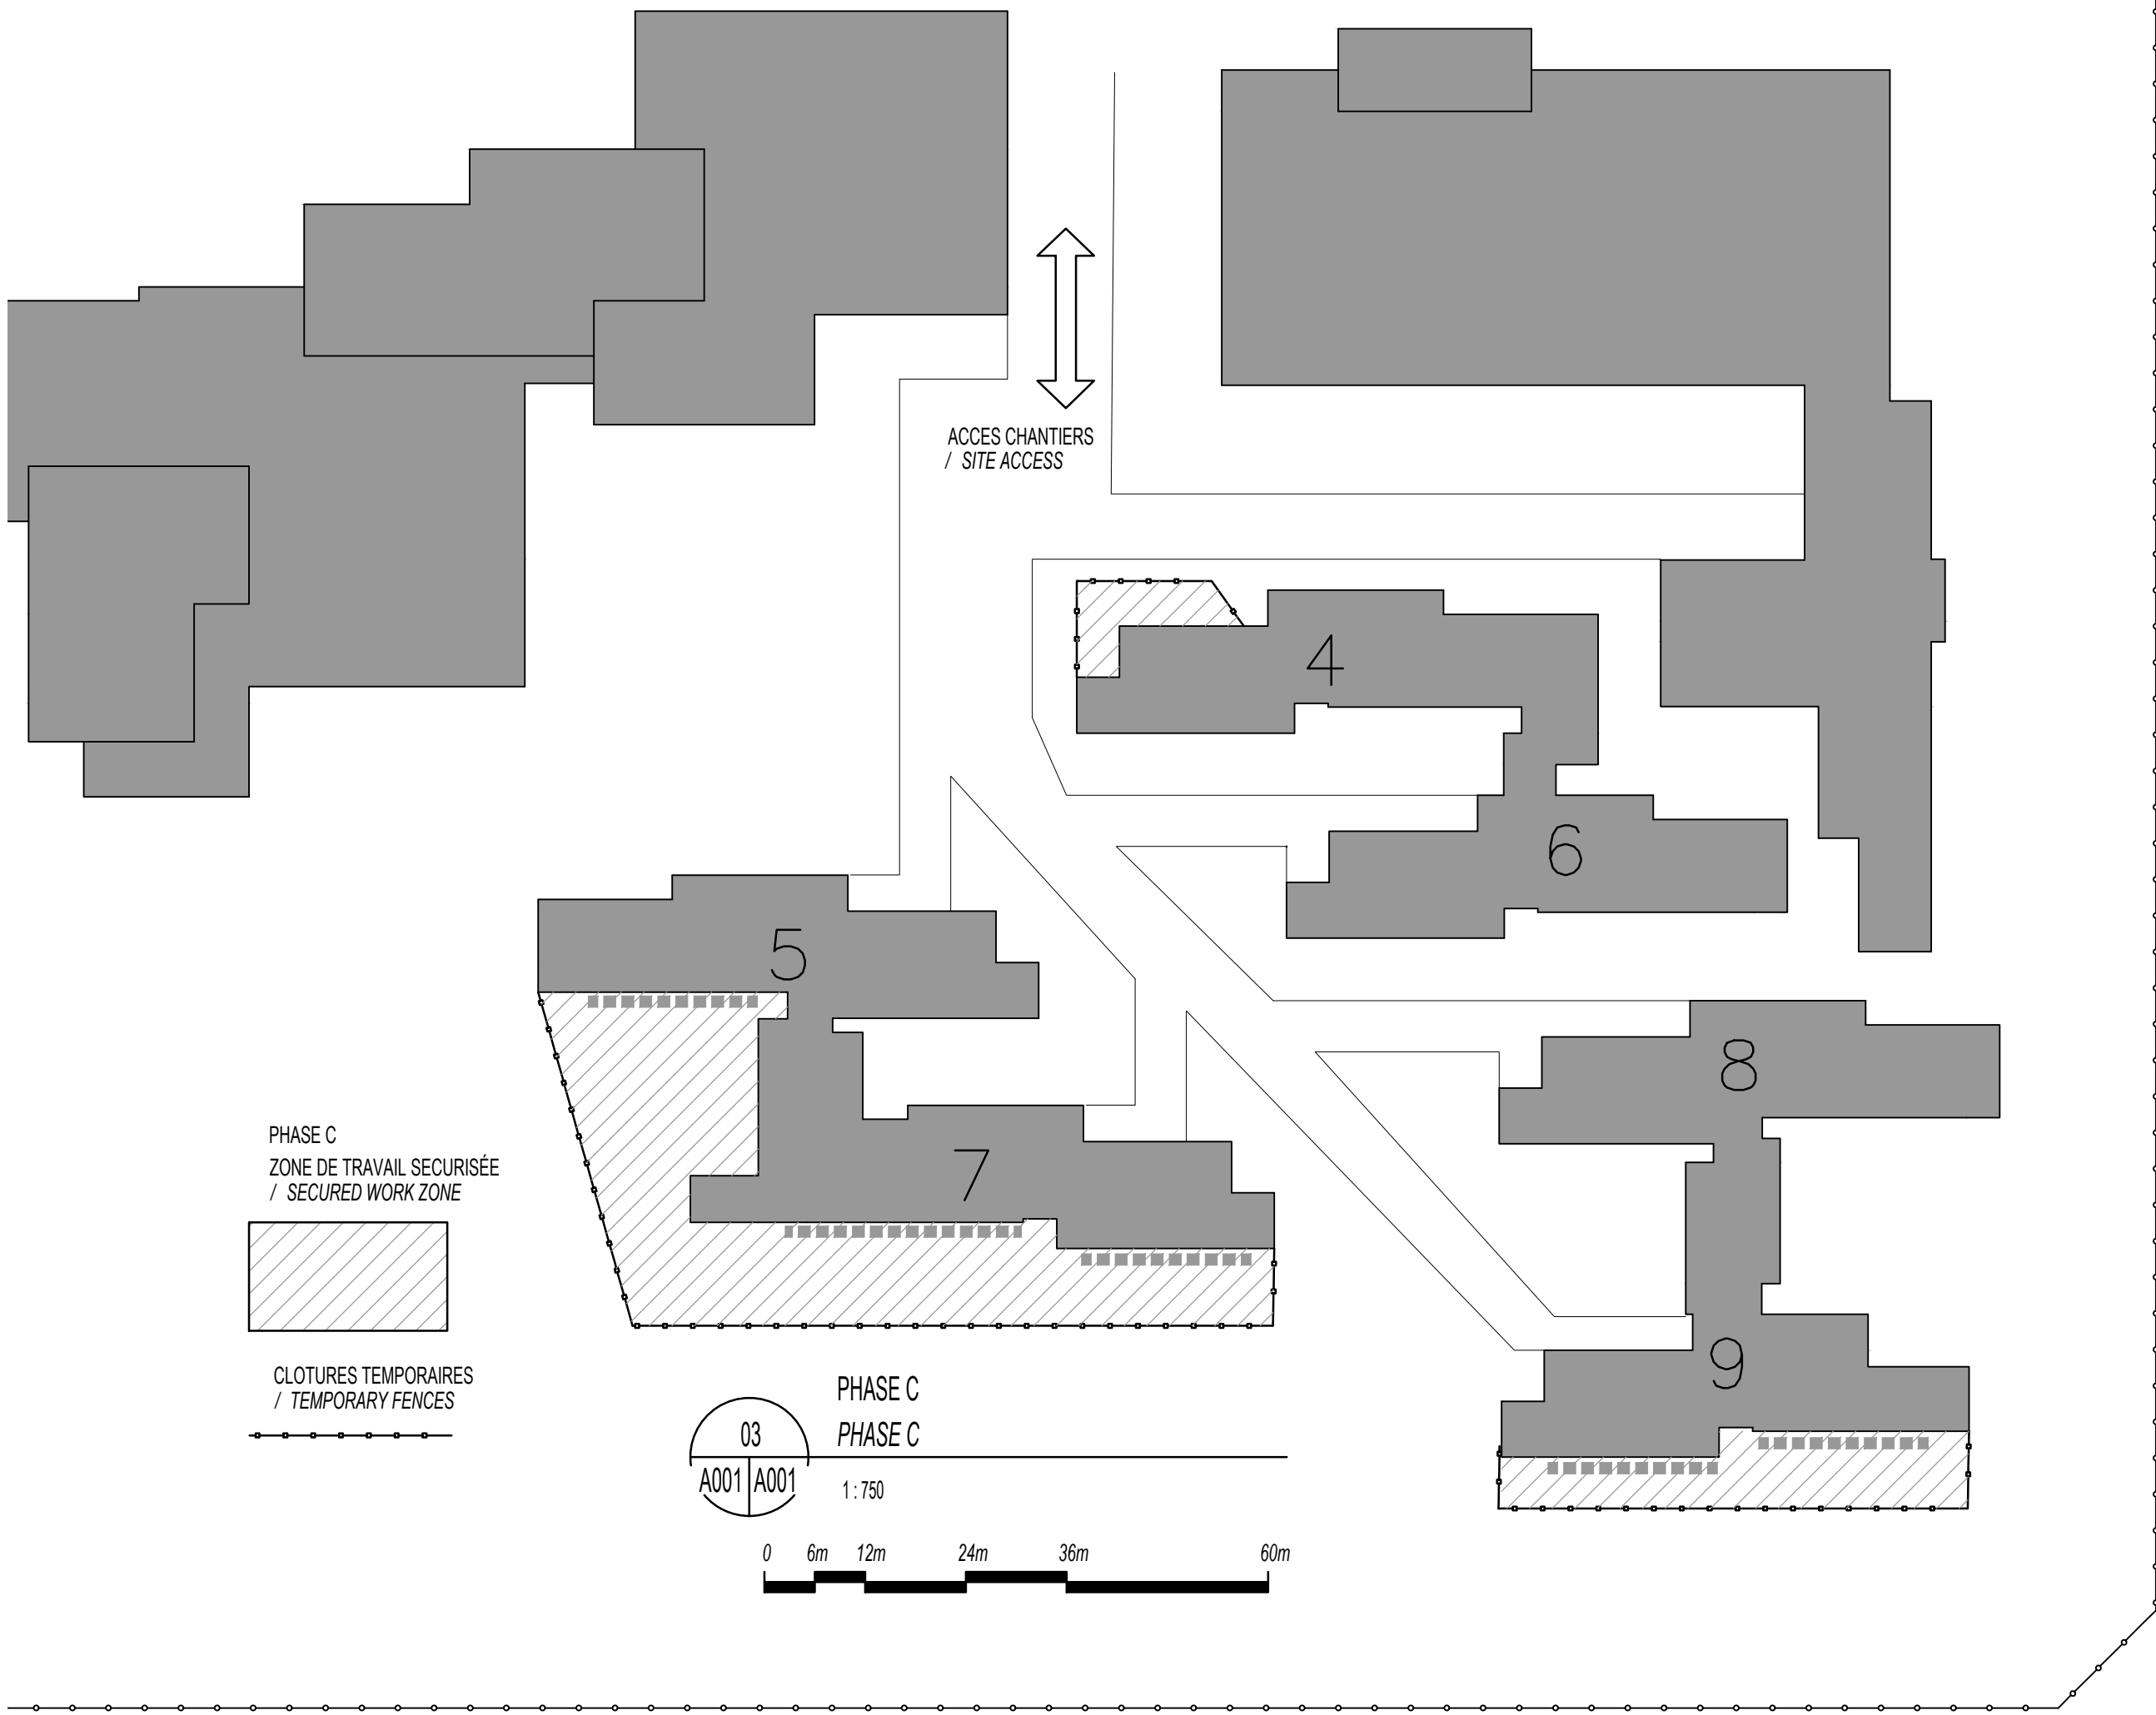 ACCES CHANTIERS
/ SITE ACCESS
4
6
5
8
7
9
PHASE C
ZONE DE TRAVAIL SECURISÉE
/ SECURED WORK ZONE
CLOTURES TEMPORAIRES
/ TEMPORARY FENCES
PHASE C
03 PHASE C
A001 A001 1 : 750
0 6m 12m 24m 36m 60m